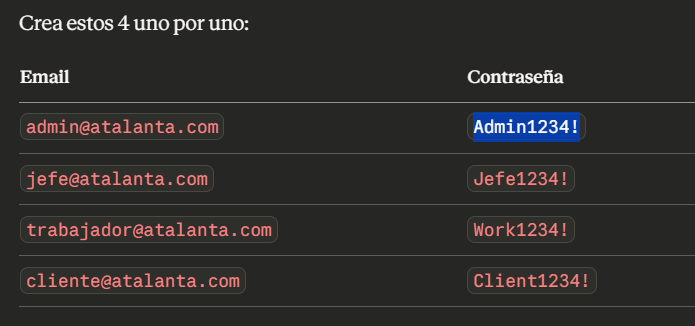 Crea estos 4 uno por uno:
Email Contraseña
admin@atalanta.com Admin1234!
jefe@atalanta.com Jefe1234!
trabajador@atalanta.com Work1234!
cliente@atalanta.com Client1234!